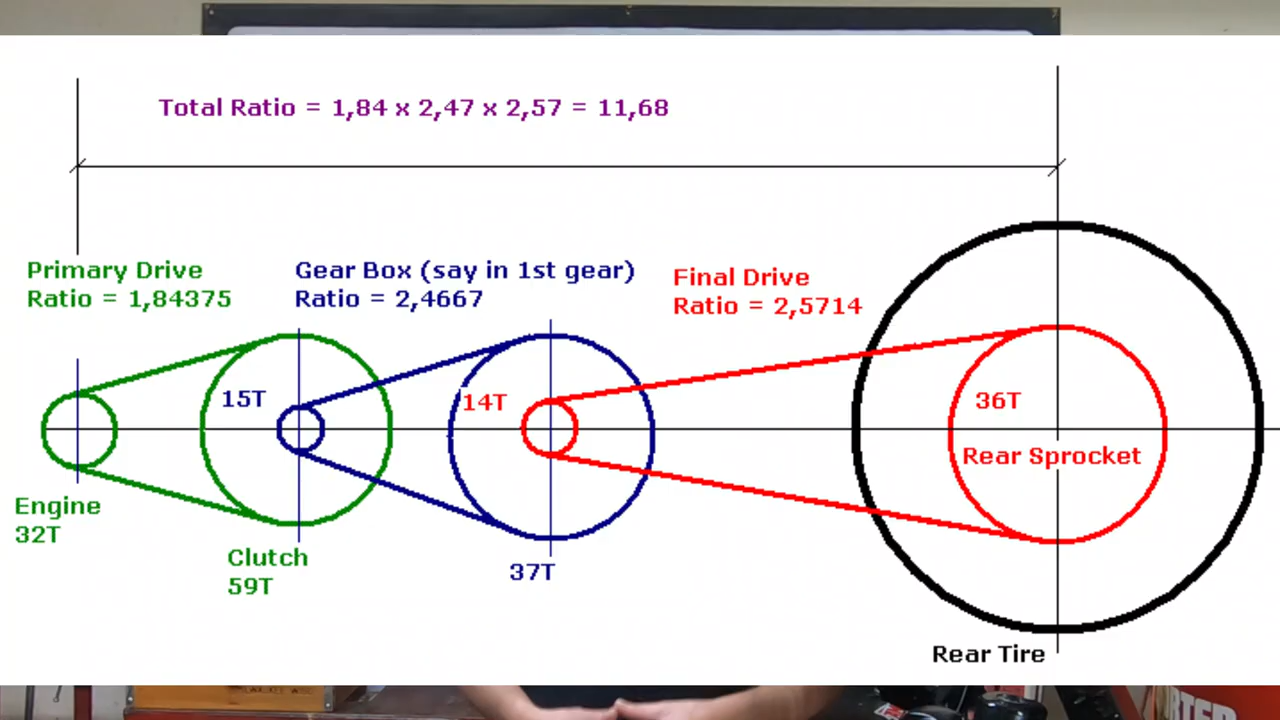 Total Ratio = 1,84 x 2,47 x 2,57 = 11,68
Primary Drive
Ratio = 1,84375
Gear Box (say in 1st gear)
Ratio = 2,4667
Final Drive
Ratio = 2,5714
15T
14T
36T
Rear Sprocket
Engine
32T
Clutch
59T
37T
Rear Tire